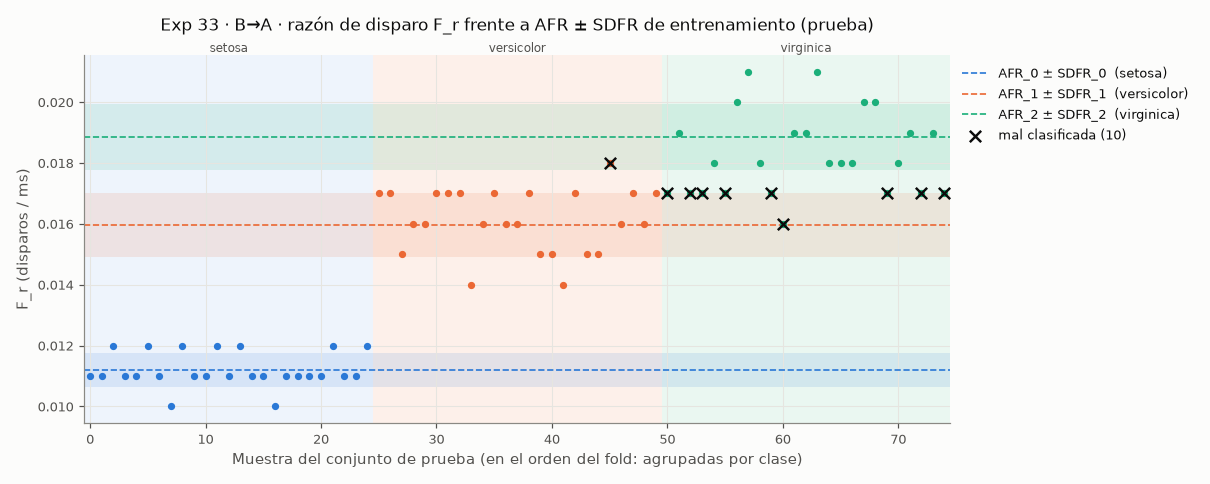 Exp 33 · B→A · razón de disparo F_r frente a AFR ± SDFR de entrenamiento (prueba)
setosa
versicolor
virginica
AFR_0 ± SDFR_0 (setosa)
AFR_1 ± SDFR_1 (versicolor)
AFR_2 ± SDFR_2 (virginica)
mal clasificada (10)
F_r (disparos / ms)
0.020
0.018
0.016
0.014
0.012
0.010
0
10
20
30
40
50
60
70
Muestra del conjunto de prueba (en el orden del fold: agrupadas por clase)